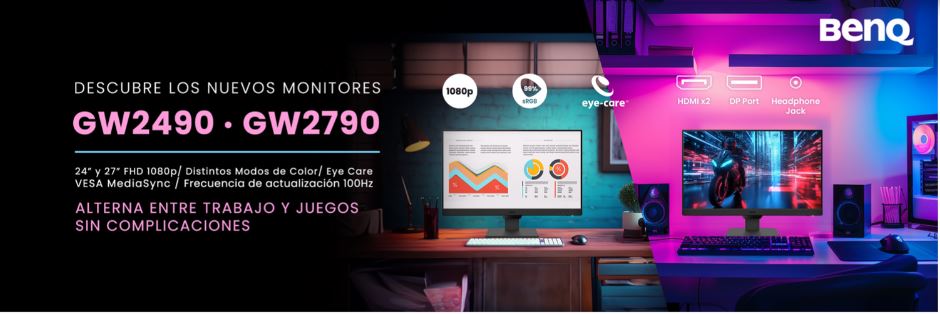 BenQ
DESCUBRE LOS NUEVOS MONITORES
GW2490 · GW2790
24” y 27” FHD 1080p/ Distintos Modos de Color/ Eye Care
VESA MediaSync / Frecuencia de actualización 100Hz
ALTERNA ENTRE TRABAJO Y JUEGOS
SIN COMPLICACIONES
1080p
99%
sRGB
eye-care™
HDMI x2
DP Port
Headphone
Jack